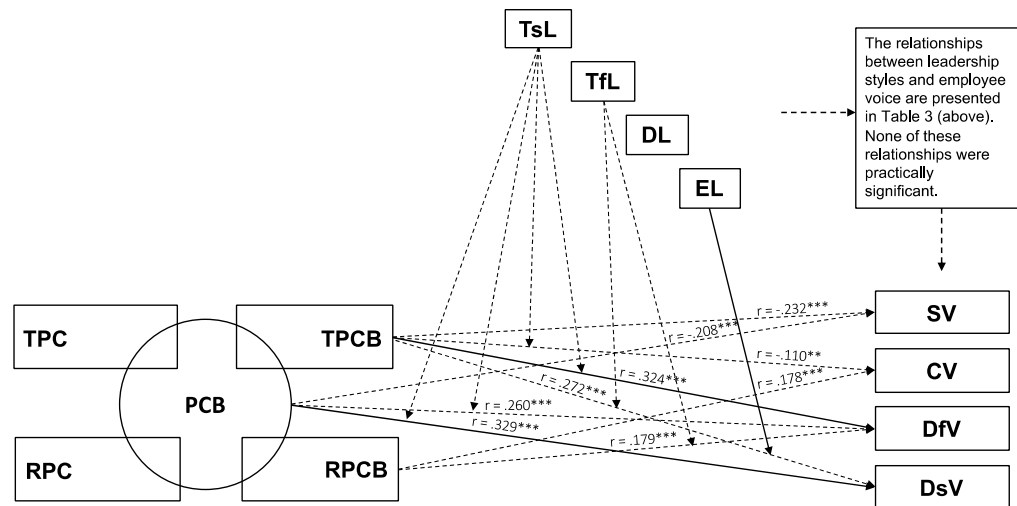 TsL
TfL
DL
EL
The relationships
between leadership
styles and employee
voice are presented
in Table 3 (above).
None of these
relationships were
practically
significant.
TPC
TPCB
PCB
RPC
RPCB
r = -.232***
r = -.208***
r = -.110**
r = .178***
r = .324***
r = .272***
r = .260***
r = .329***
r = .179***
SV
CV
DfV
DsV